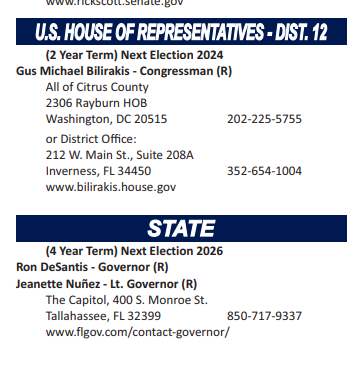 www.rickscott.senate.gov
U.S. HOUSE OF REPRESENTATIVES - DIST. 12
(2 Year Term) Next Election 2024
Gus Michael Bilirakis - Congressman (R)
All of Citrus County
2306 Rayburn HOB
Washington, DC 20515 202-225-5755
or District Office:
212 W. Main St., Suite 208A
Inverness, FL 34450 352-654-1004
www.bilirakis.house.gov
STATE
(4 Year Term) Next Election 2026
Ron DeSantis - Governor (R)
Jeanette Nuñez - Lt. Governor (R)
The Capitol, 400 S. Monroe St.
Tallahassee, FL 32399 850-717-9337
www.flgov.com/contact-governor/